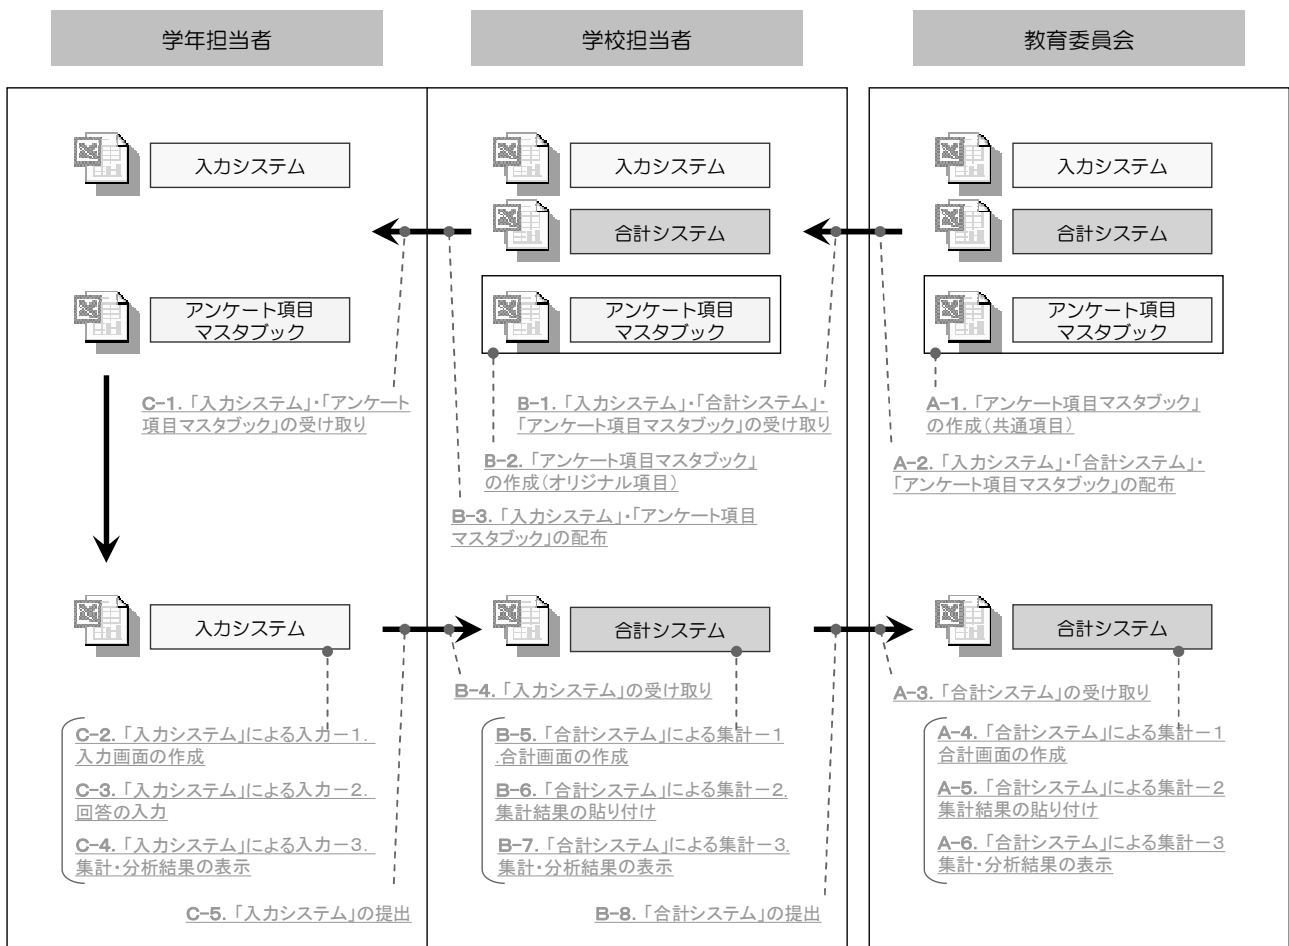 学年担当者
学校担当者
教育委員会
入力システム
入力システム
入力システム
合計システム
合計システム
アンケート項目
マスタブック
アンケート項目
マスタブック
アンケート項目
マスタブック
C-1.「入力システム」・「アンケート
項目マスタブック」の受け取り
B-1.「入力システム」・「合計システム」・
「アンケート項目マスタブック」の受け取り
A-1.「アンケート項目マスタブック」
の作成(共通項目)
B-2.「アンケート項目マスタブック」
の作成(オリジナル項目)
A-2.「入力システム」・「合計システム」・
「アンケート項目マスタブック」の配布
B-3.「入力システム」・「アンケート項目
マスタブック」の配布
入力システム
合計システム
合計システム
B-4.「入力システム」の受け取り
A-3.「合計システム」の受け取り
C-2.「入力システム」による入力－1.
入力画面の作成
C-3.「入力システム」による入力－2.
回答の入力
C-4.「入力システム」による入力－3.
集計・分析結果の表示
B-5.「合計システム」による集計－1
.合計画面の作成
B-6.「合計システム」による集計－2.
集計結果の貼り付け
B-7.「合計システム」による集計－3.
集計・分析結果の表示
A-4.「合計システム」による集計－1
合計画面の作成
A-5.「合計システム」による集計－2
集計結果の貼り付け
A-6.「合計システム」による集計－3
集計・分析結果の表示
C-5.「入力システム」の提出
B-8.「合計システム」の提出